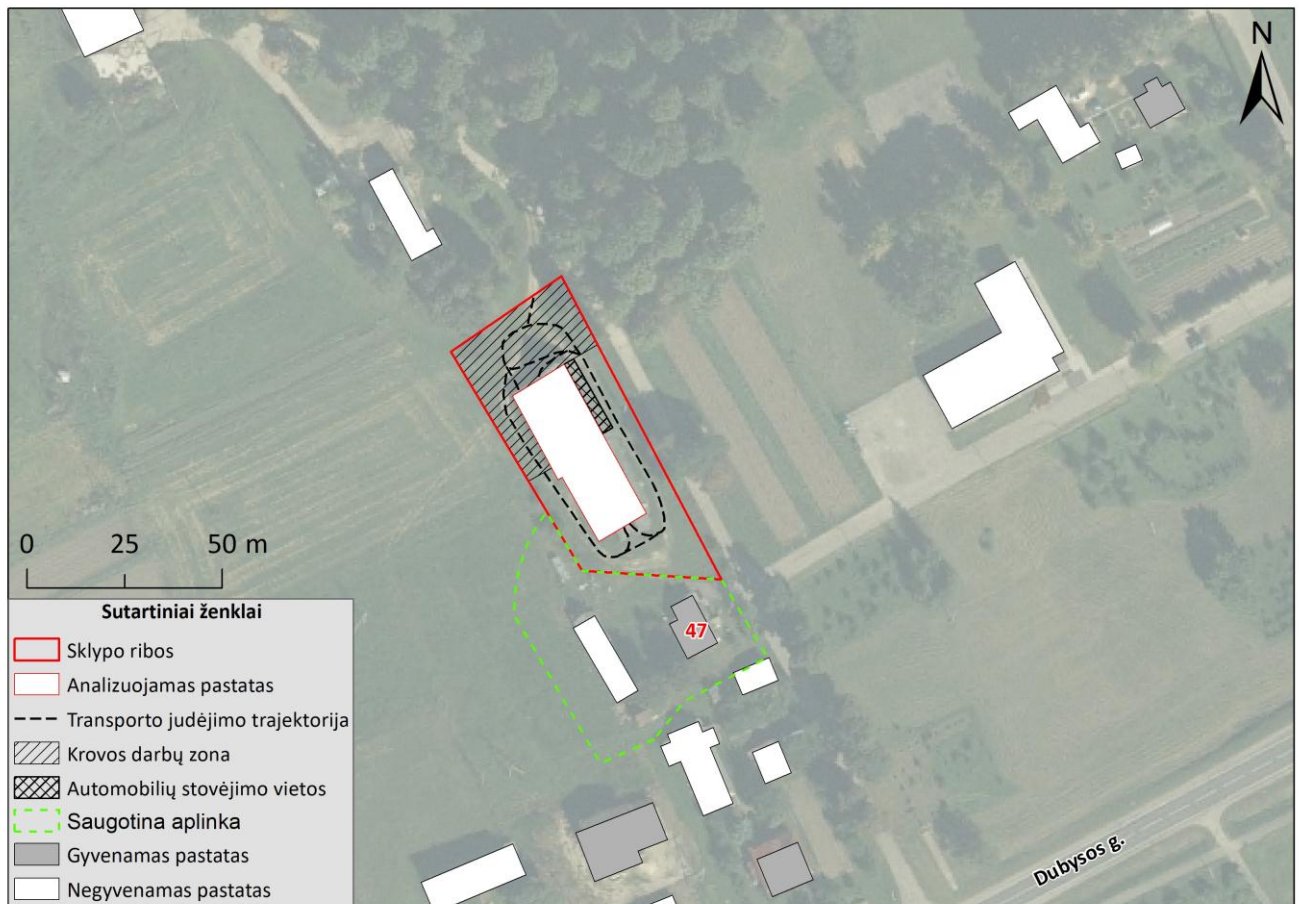 N
47
0 25 50 m
Sutartiniai ženklai
Sklypo ribos
Analizuojamas pastatas
Transporto judėjimo trajektorija
Krovos darbų zona
Automobilių stovėjimo vietos
Saugotina aplinka
Gyvenamas pastatas
Negyvenamas pastatas
Dubysos g.